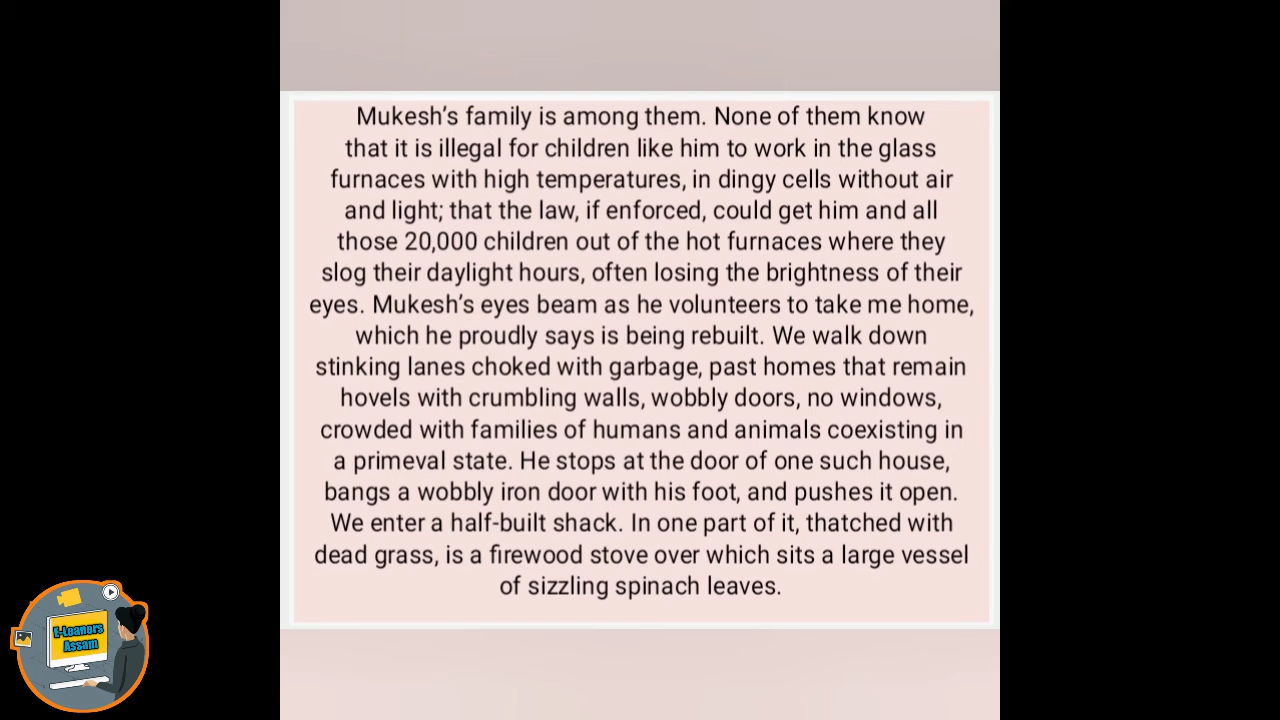 Mukesh’s family is among them. None of them know
that it is illegal for children like him to work in the glass
furnaces with high temperatures, in dingy cells without air
and light; that the law, if enforced, could get him and all
those 20,000 children out of the hot furnaces where they
slog their daylight hours, often losing the brightness of their
eyes. Mukesh’s eyes beam as he volunteers to take me home,
which he proudly says is being rebuilt. We walk down
stinking lanes choked with garbage, past homes that remain
hovels with crumbling walls, wobbly doors, no windows,
crowded with families of humans and animals coexisting in
a primeval state. He stops at the door of one such house,
bangs a wobbly iron door with his foot, and pushes it open.
We enter a half-built shack. In one part of it, thatched with
dead grass, is a firewood stove over which sits a large vessel
of sizzling spinach leaves.
E-Leaners
Assam